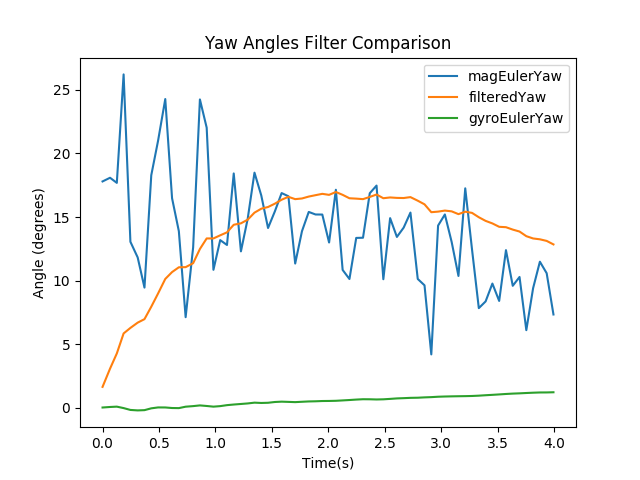 Yaw Angles Filter Comparison
magEulerYaw
filteredYaw
gyroEulerYaw
Angle (degrees)
25
20
15
10
5
0
0.0 0.5 1.0 1.5 2.0 2.5 3.0 3.5 4.0
Time(s)